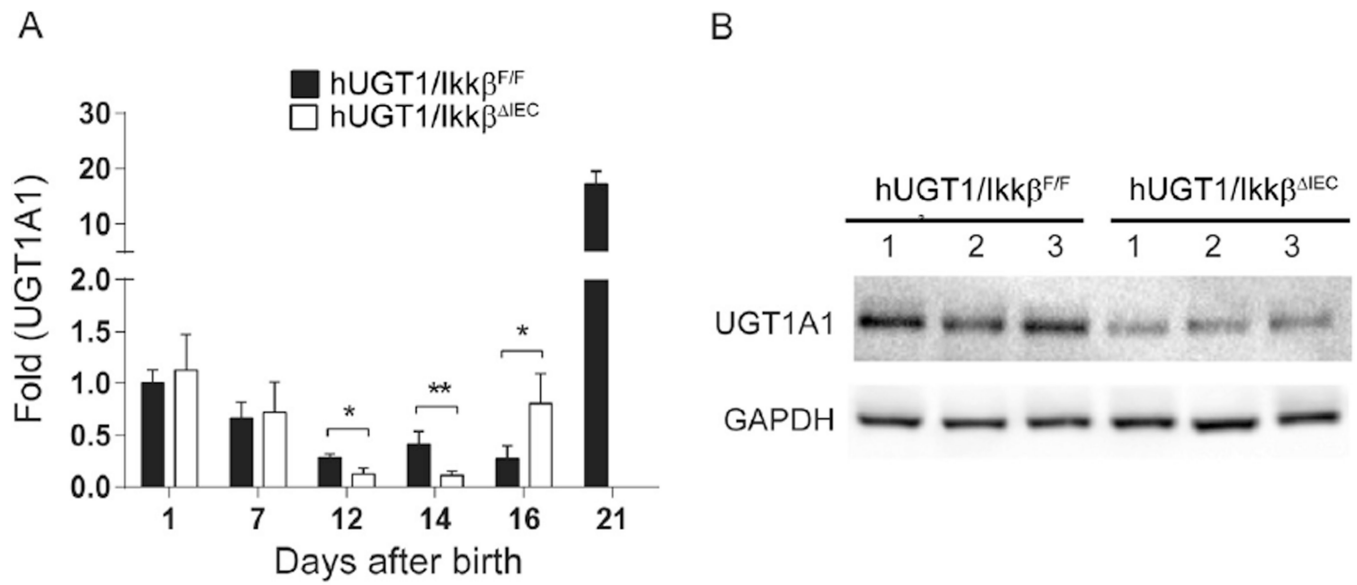 A
hUGT1/Ikkβ^F/F
hUGT1/Ikkβ^ΔIEC
Fold (UGT1A1)
30
20
10
2.0
1.5
1.0
0.5
0.0
*
**
*
1 7 12 14 16 21
Days after birth
B
hUGT1/Ikkβ^F/F hUGT1/Ikkβ^ΔIEC
1 2 3 1 2 3
UGT1A1
GAPDH